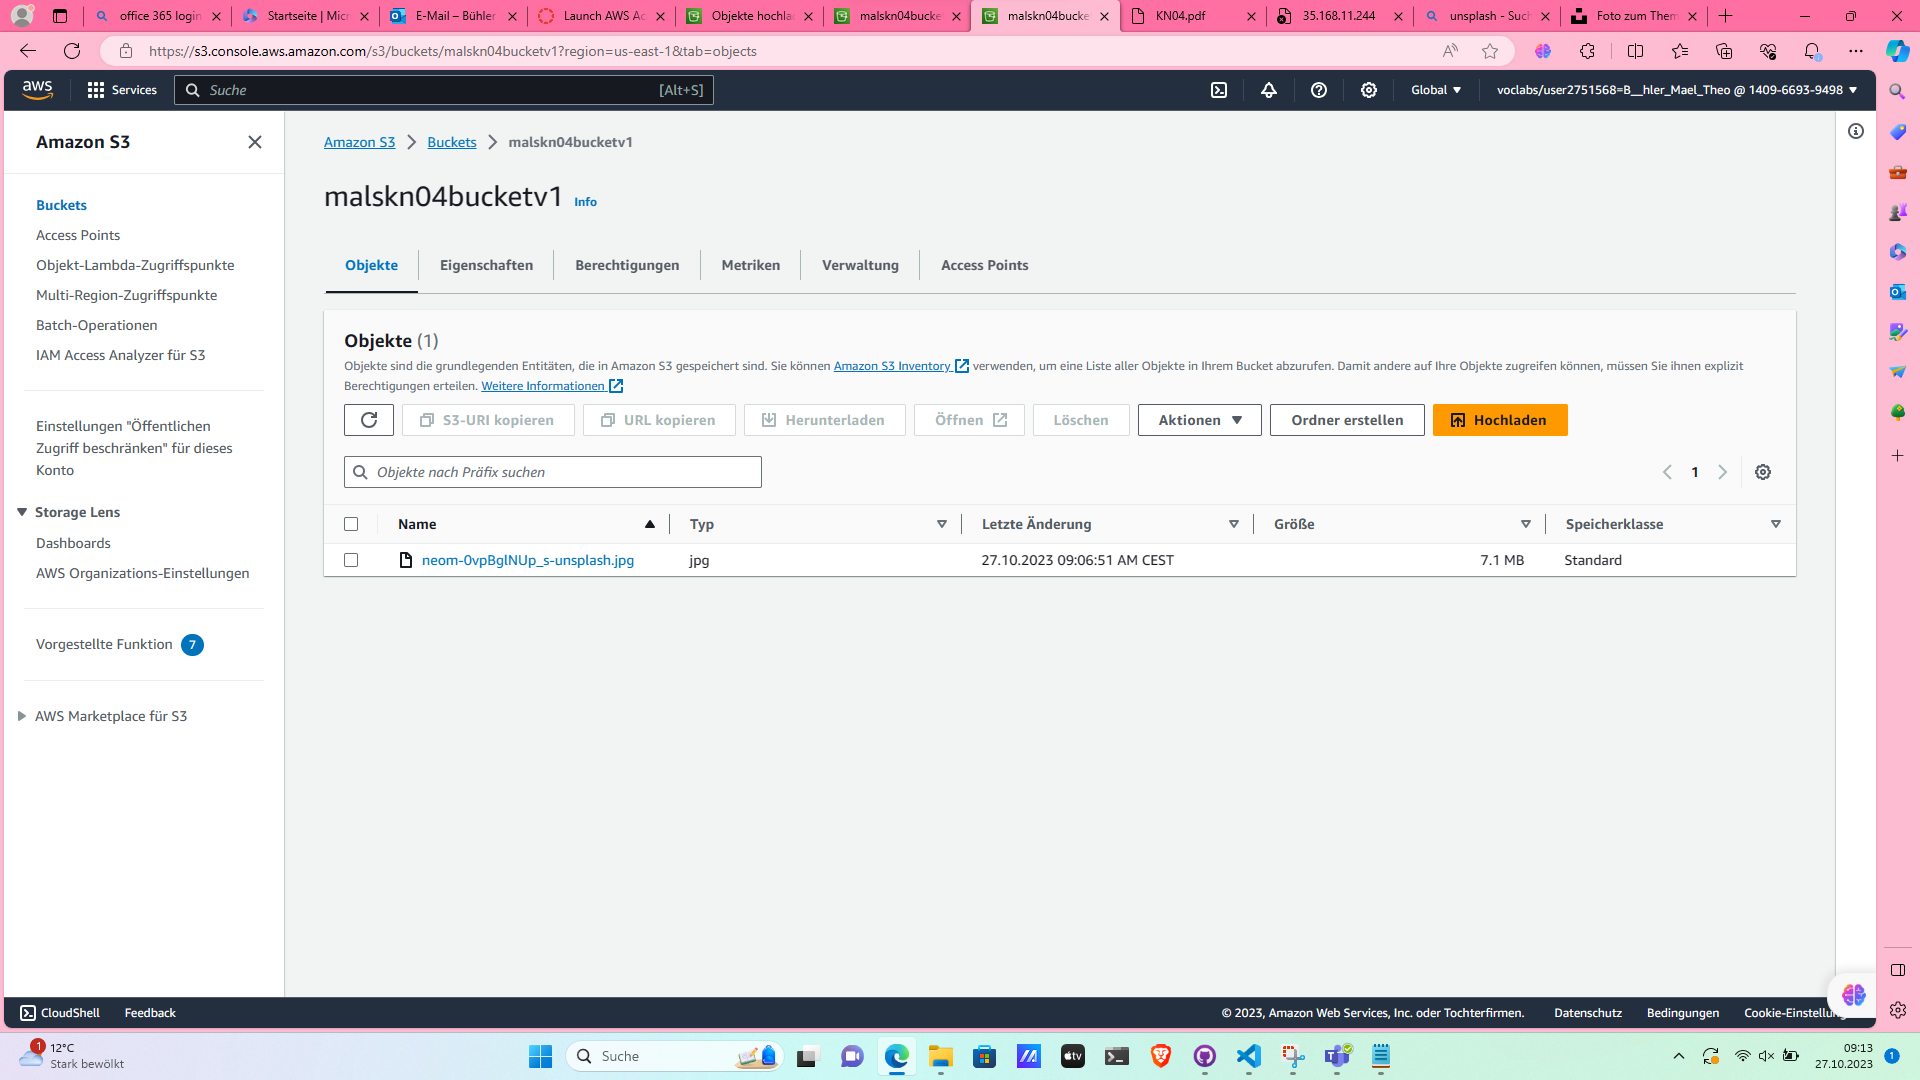 office 365 login
Startseite | Micr
E-Mail – Bühler
Launch AWS Ac
Objekte hochla
malskn04bucke
malskn04bucke
KN04.pdf
35.168.11.244
unsplash - Such
Foto zum Them
https://s3.console.aws.amazon.com/s3/buckets/malskn04bucketv1?region=us-east-1&tab=objects
aws
Services
Suche
[Alt+S]
Global
voclabs/user2751568=B__hler_Mael_Theo @ 1409-6693-9498
Amazon S3
Buckets
Access Points
Objekt-Lambda-Zugriffspunkte
Multi-Region-Zugriffspunkte
Batch-Operationen
IAM Access Analyzer für S3
Einstellungen "Öffentlichen
Zugriff beschränken" für dieses
Konto
Storage Lens
Dashboards
AWS Organizations-Einstellungen
Vorgestellte Funktion 7
AWS Marketplace für S3
Amazon S3 > Buckets > malskn04bucketv1
malskn04bucketv1 Info
Objekte
Eigenschaften
Berechtigungen
Metriken
Verwaltung
Access Points
Objekte (1)
Objekte sind die grundlegenden Entitäten, die in Amazon S3 gespeichert sind. Sie können Amazon S3 Inventory verwenden, um eine Liste aller Objekte in Ihrem Bucket abzurufen. Damit andere auf Ihre Objekte zugreifen können, müssen Sie ihnen explizit
Berechtigungen erteilen. Weitere Informationen
S3-URI kopieren
URL kopieren
Herunterladen
Öffnen
Löschen
Aktionen
Ordner erstellen
Hochladen
Objekte nach Präfix suchen
1
Name
Typ
Letzte Änderung
Größe
Speicherklasse
neom-0vpBglNUp_s-unsplash.jpg
jpg
27.10.2023 09:06:51 AM CEST
7.1 MB
Standard
CloudShell
Feedback
© 2023, Amazon Web Services, Inc. oder Tochterfirmen.
Datenschutz
Bedingungen
Cookie-Einstellung
1
12°C
Stark bewölkt
Suche
tv
09:13
27.10.2023
1